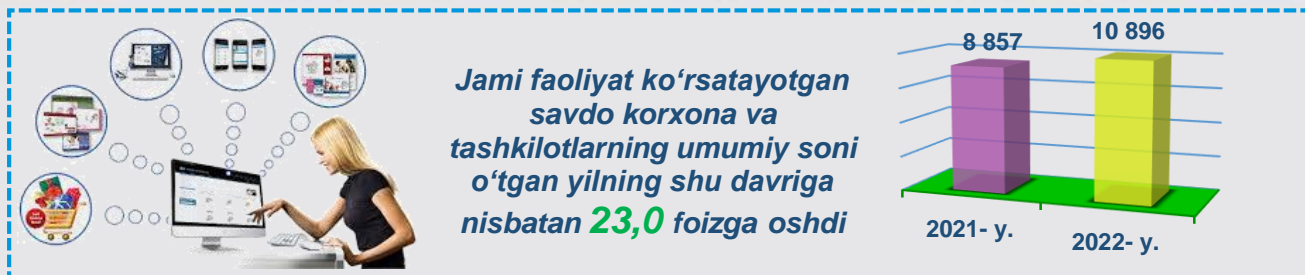 Jami faoliyat ko‘rsatayotgan
savdo korxona va
tashkilotlarning umumiy soni
o‘tgan yilning shu davriga
nisbatan 23,0 foizga oshdi
8 857
10 896
2021- y.
2022- y.